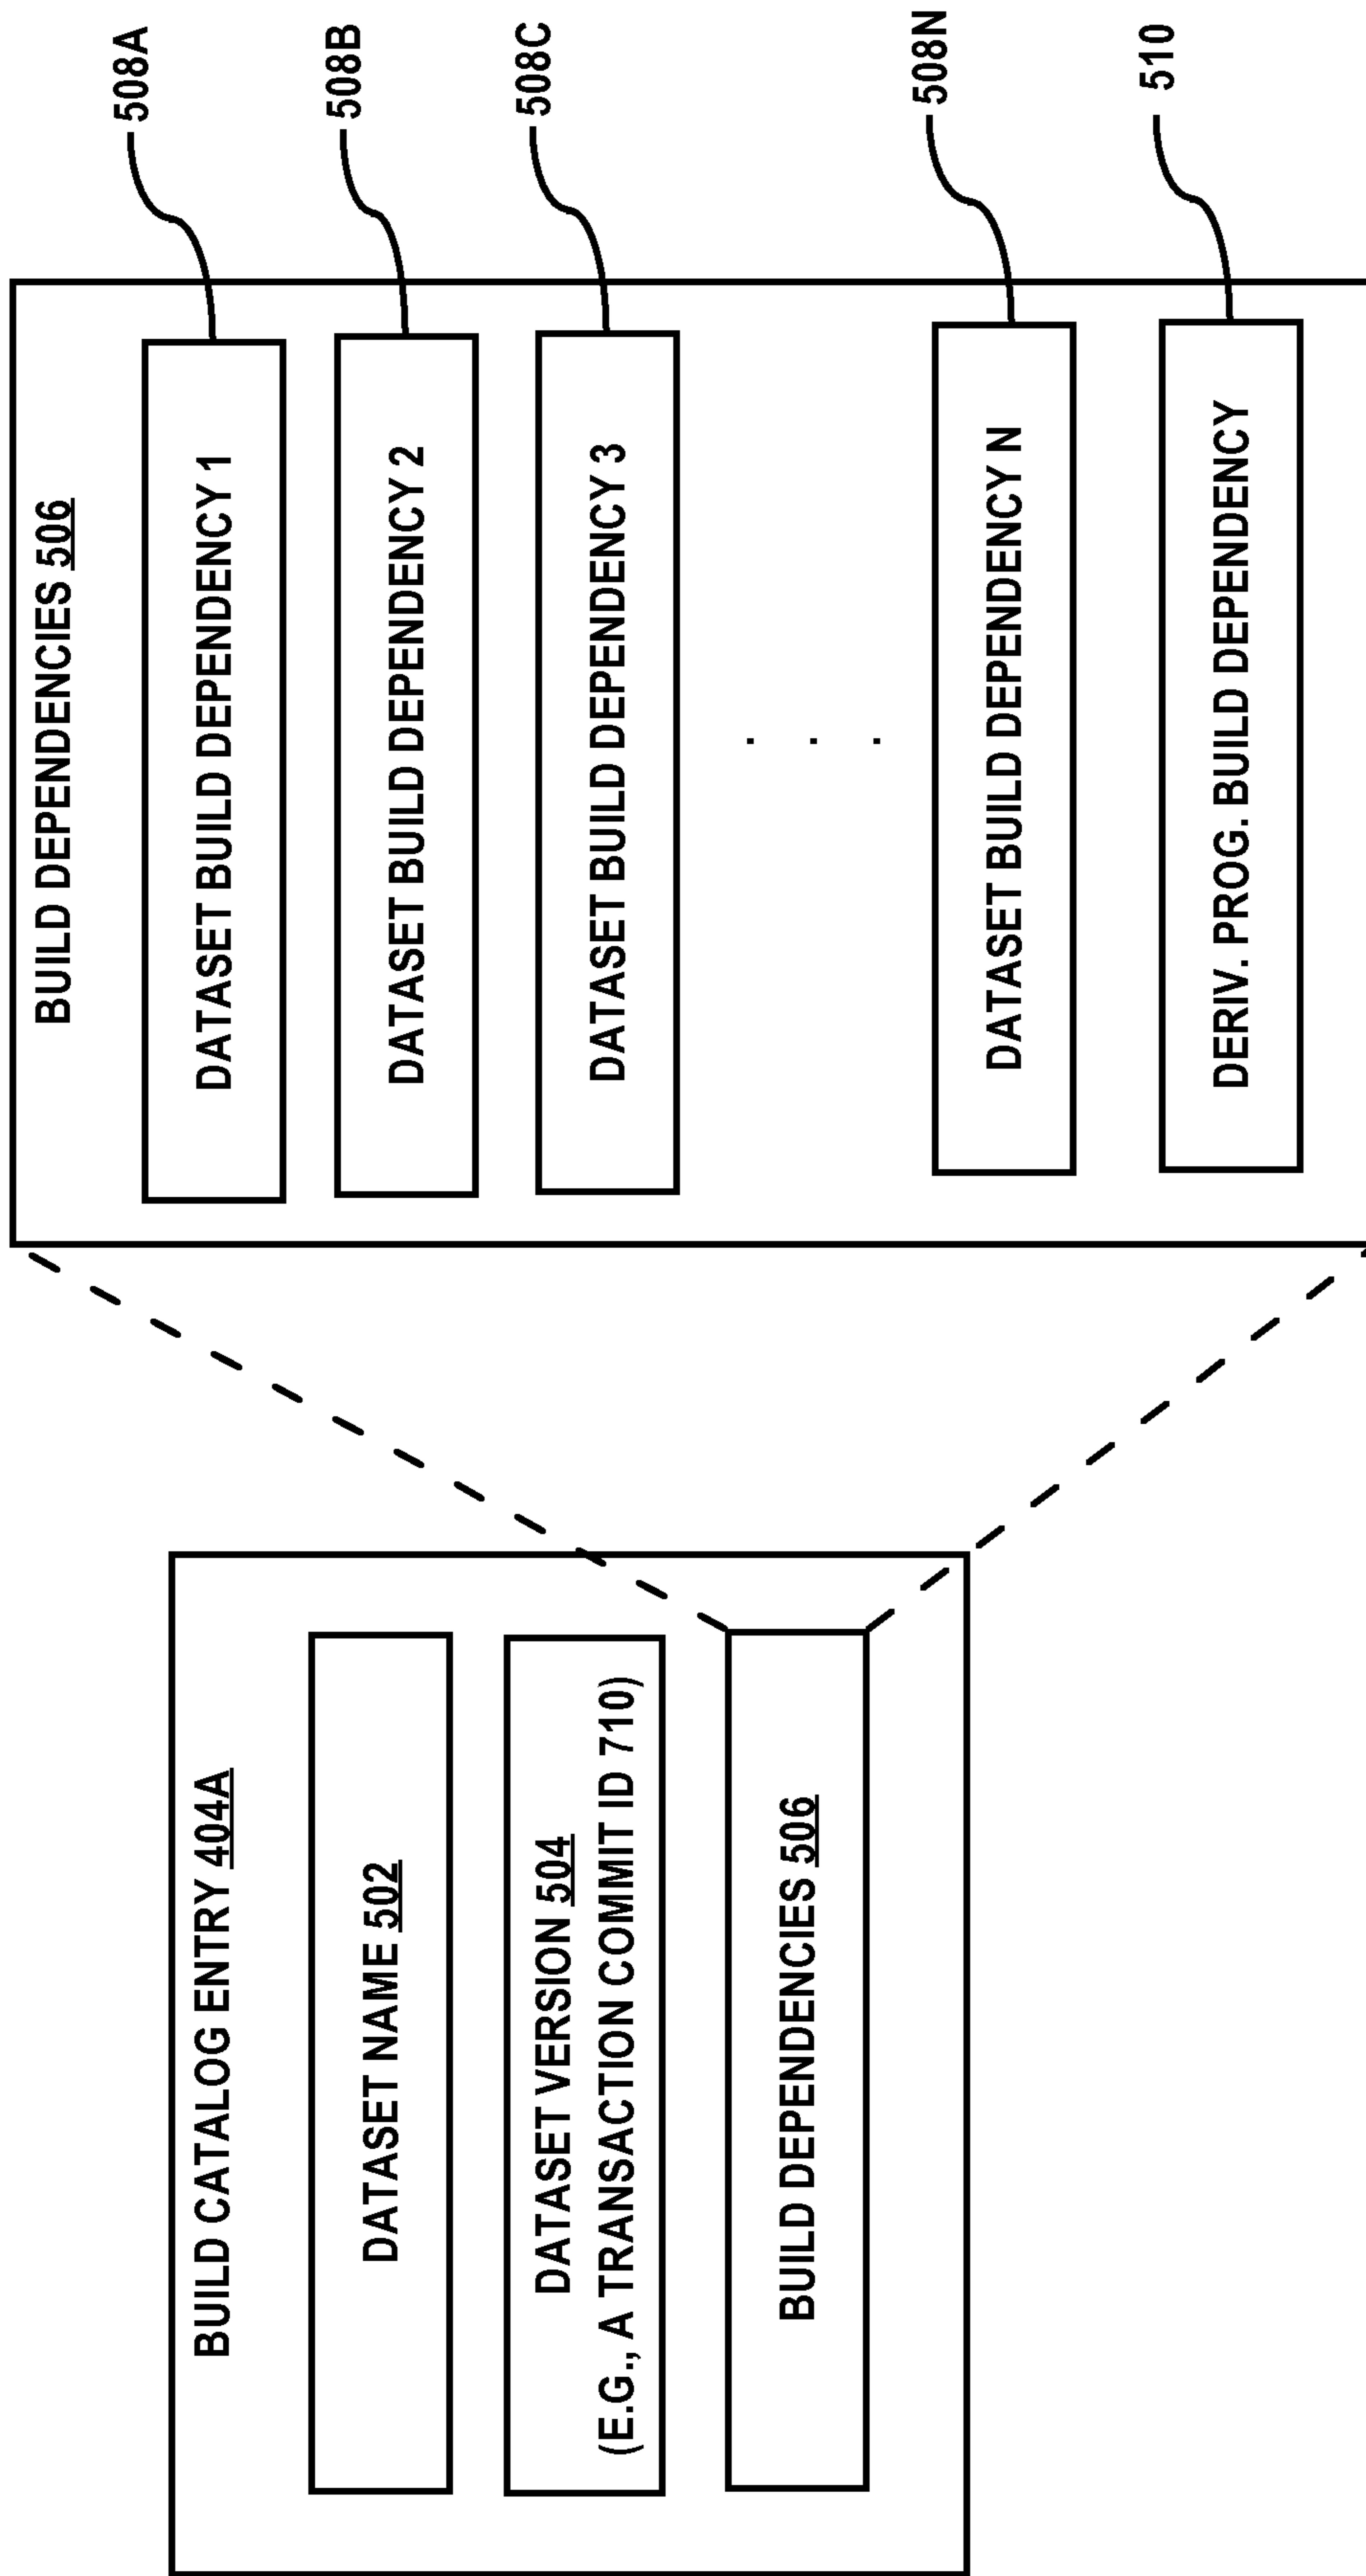 BUILD CATALOG ENTRY 404A
DATASET NAME 502
DATASET VERSION 504
(E.G., A TRANSACTION COMMIT ID 710)
BUILD DEPENDENCIES 506
BUILD DEPENDENCIES 506
DATASET BUILD DEPENDENCY 1
508A
DATASET BUILD DEPENDENCY 2
508B
DATASET BUILD DEPENDENCY 3
508C
. . .
DATASET BUILD DEPENDENCY N
508N
DERIV. PROG. BUILD DEPENDENCY
510